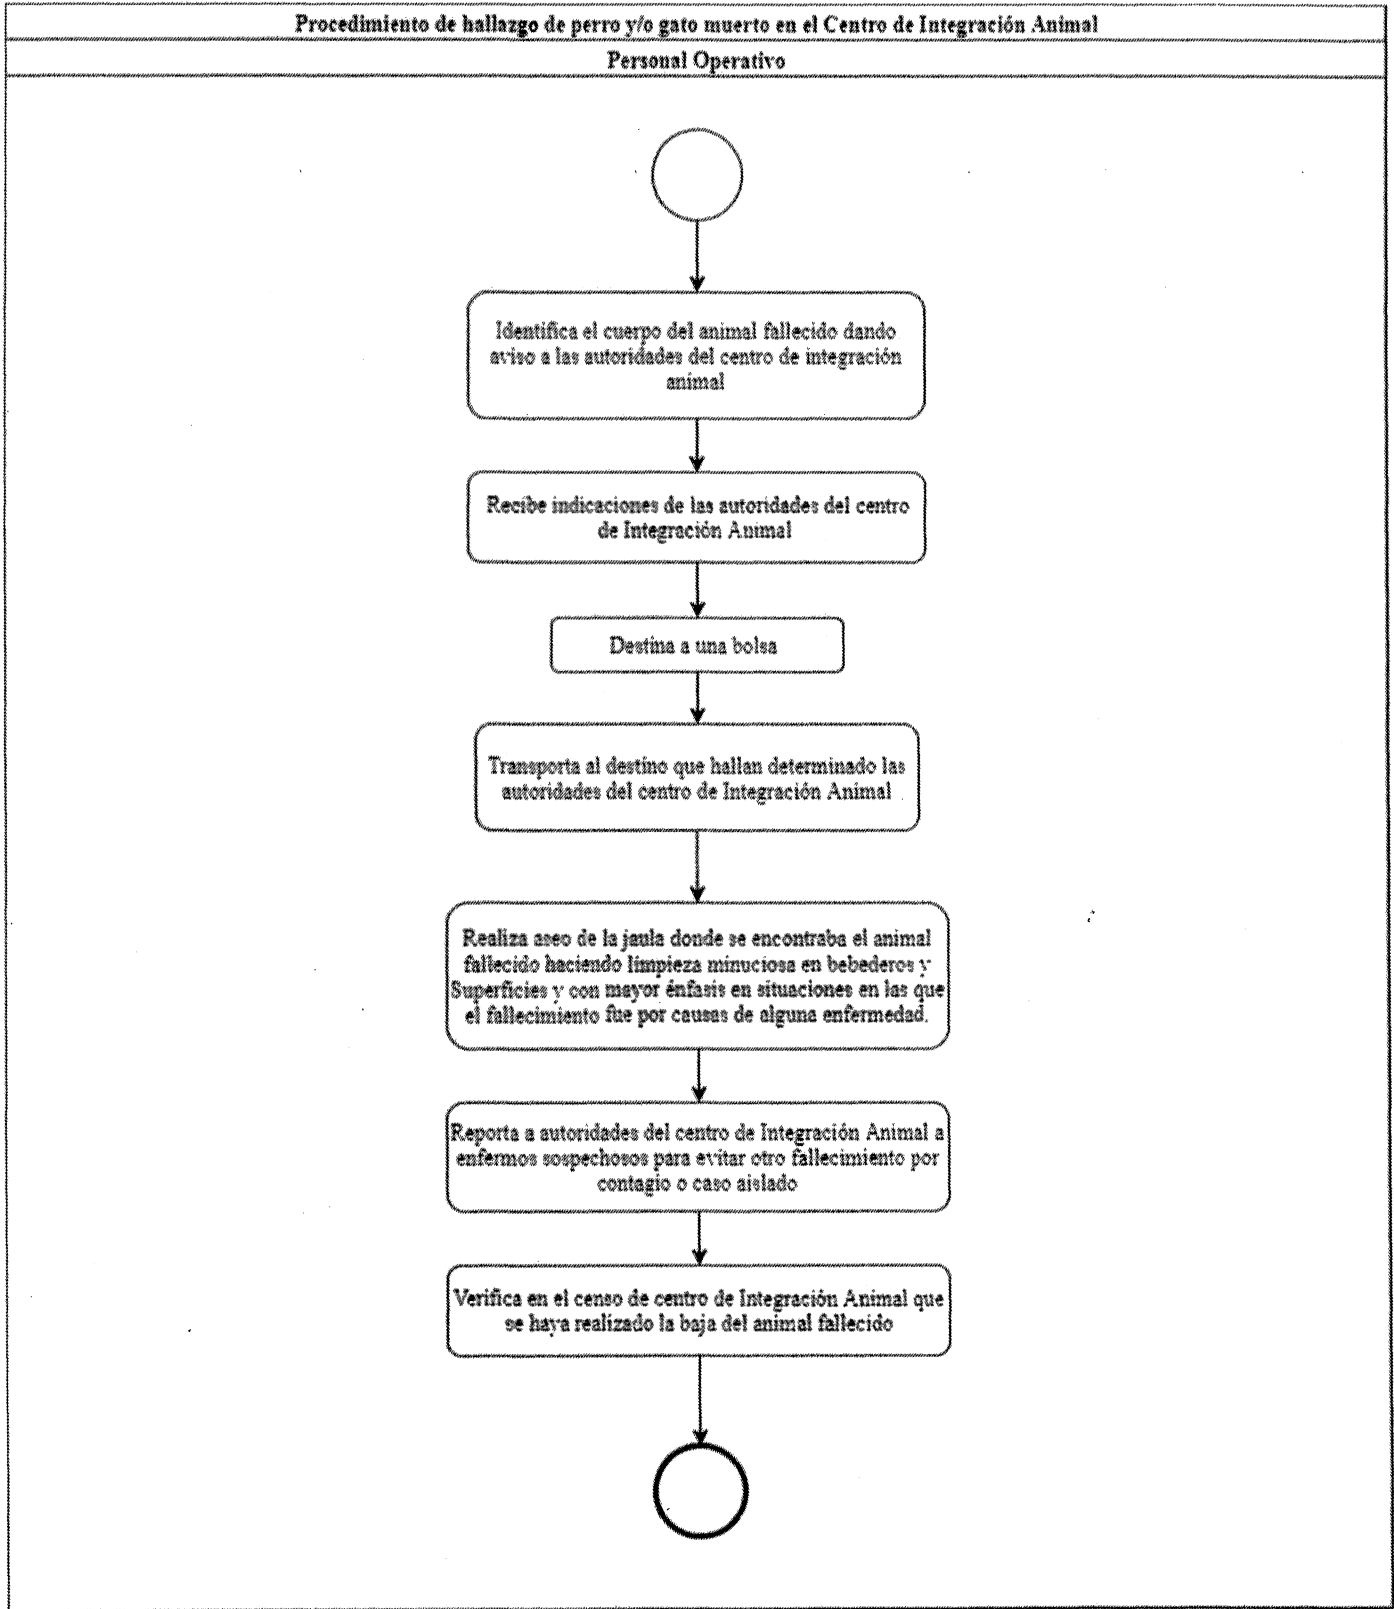 Procedimiento de hallazgo de perro y/o gato muerto en el Centro de Integración Animal
Personal Operativo
Identifica el cuerpo del animal fallecido dando
aviso a las autoridades del centro de integración
animal
Recibe indicaciones de las autoridades del centro
de Integración Animal
Destina a una bolsa
Transporta al destino que hallan determinado las
autoridades del centro de Integración Animal
Realiza aseo de la jaula donde se encontraba el animal
fallecido haciendo limpieza minuciosa en bebederos y
Superficies y con mayor énfasis en situaciones en las que
el fallecimiento fue por causas de alguna enfermedad.
Reporta a autoridades del centro de Integración Animal a
enfermos sospechosos para evitar otro fallecimiento por
contagio o caso aislado
Verifica en el censo de centro de Integración Animal que
se haya realizado la baja del animal fallecido